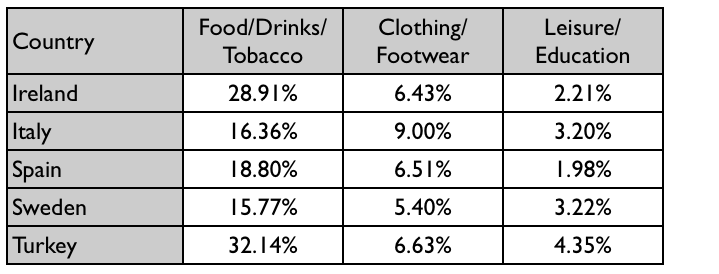 Country Food/Drinks/Tobacco Clothing/Footwear Leisure/Education
Ireland 28.91% 6.43% 2.21%
Italy 16.36% 9.00% 3.20%
Spain 18.80% 6.51% 1.98%
Sweden 15.77% 5.40% 3.22%
Turkey 32.14% 6.63% 4.35%